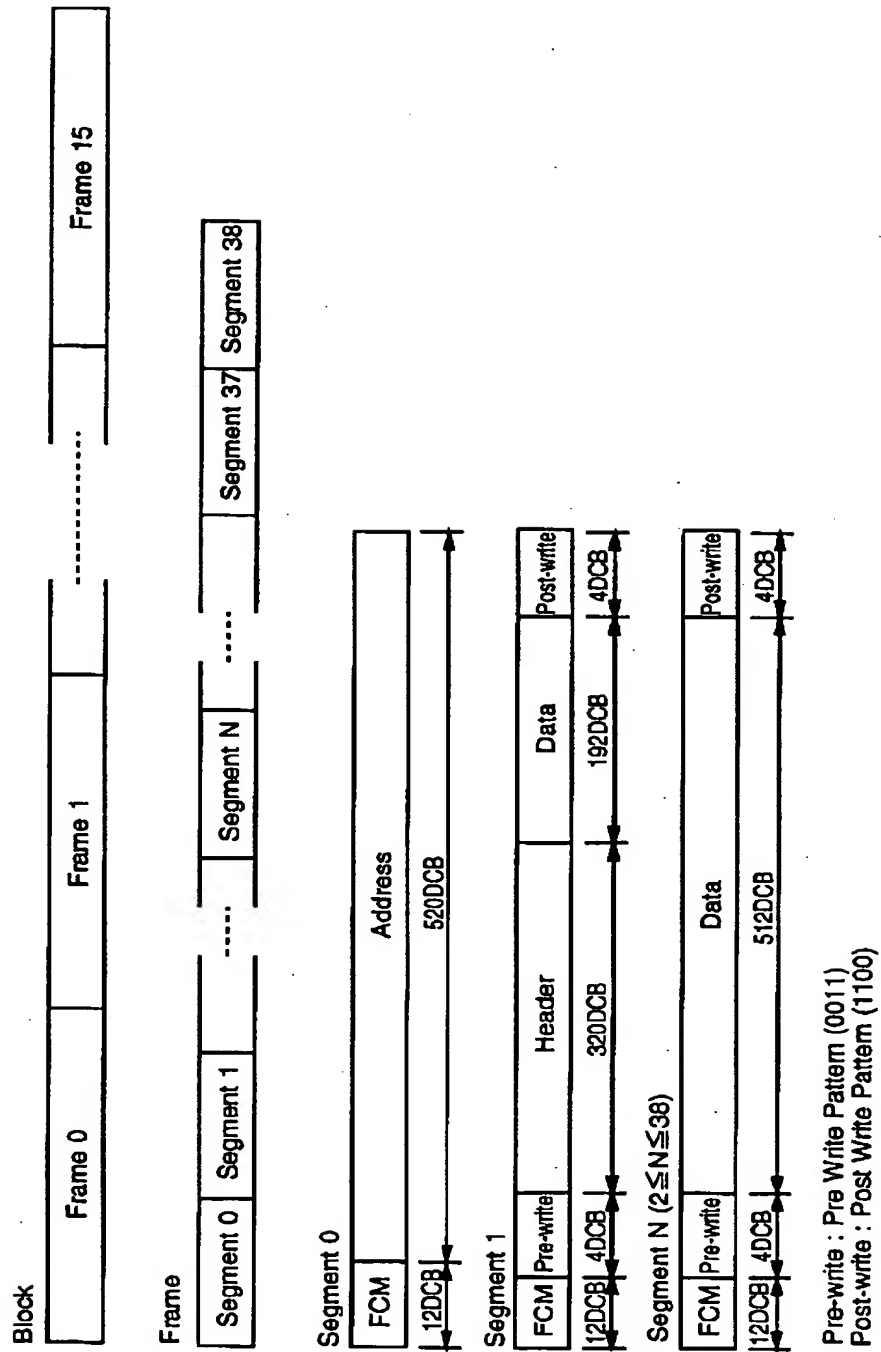 Block
Frame 0 Frame 1 ............. Frame 15
Frame
Segment 0 Segment 1 ..... Segment N ..... Segment 37 Segment 38
Segment 0
FCM Address
12DCB 520DCB
Segment 1
FCM Pre-write Header Data Post-write
12DCB 4DCB 320DCB 192DCB 4DCB
Segment N (2≦N≦38)
FCM Pre-write Data Post-write
12DCB 4DCB 512DCB 4DCB
Pre-write : Pre Write Pattern (0011)
Post-write : Post Write Pattern (1100)